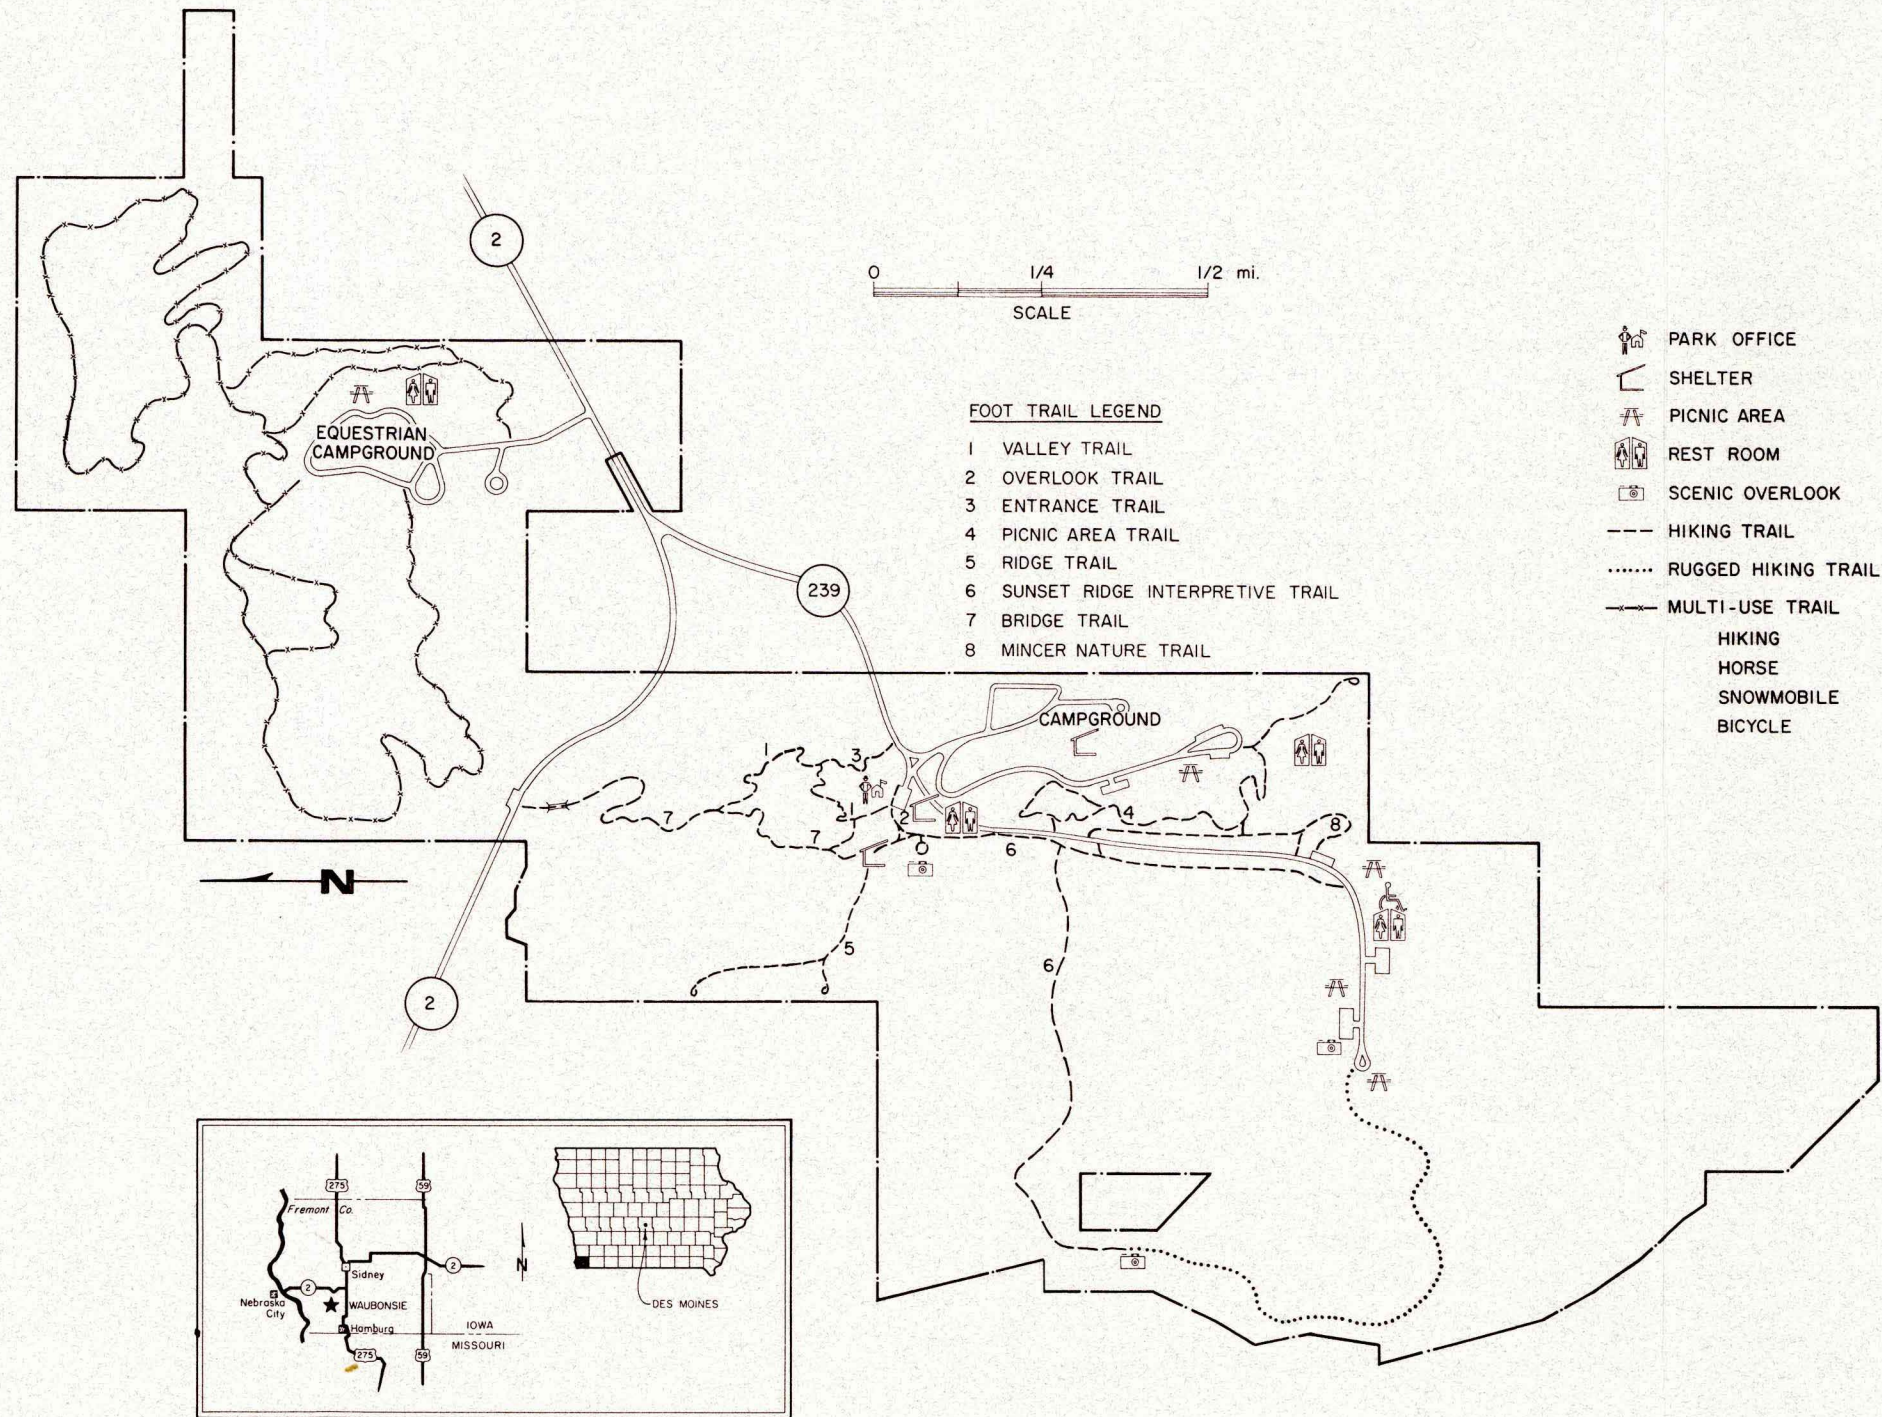 2
0 1/4 1/2 mi.
SCALE
PARK OFFICE
SHELTER
PICNIC AREA
REST ROOM
SCENIC OVERLOOK
HIKING TRAIL
RUGGED HIKING TRAIL
MULTI-USE TRAIL
HIKING
HORSE
SNOWMOBILE
BICYCLE
FOOT TRAIL LEGEND
1 VALLEY TRAIL
2 OVERLOOK TRAIL
3 ENTRANCE TRAIL
4 PICNIC AREA TRAIL
5 RIDGE TRAIL
6 SUNSET RIDGE INTERPRETIVE TRAIL
7 BRIDGE TRAIL
8 MINCER NATURE TRAIL
EQUESTRIAN
CAMPGROUND
239
CAMPGROUND
1
3
7
1
2
4
7
6
8
5
6
N
2
275
59
Fremont Co.
2
Sidney
2
Nebraska
City
WAUBONSIE
Hamburg
IOWA
MISSOURI
275
59
N
DES MOINES